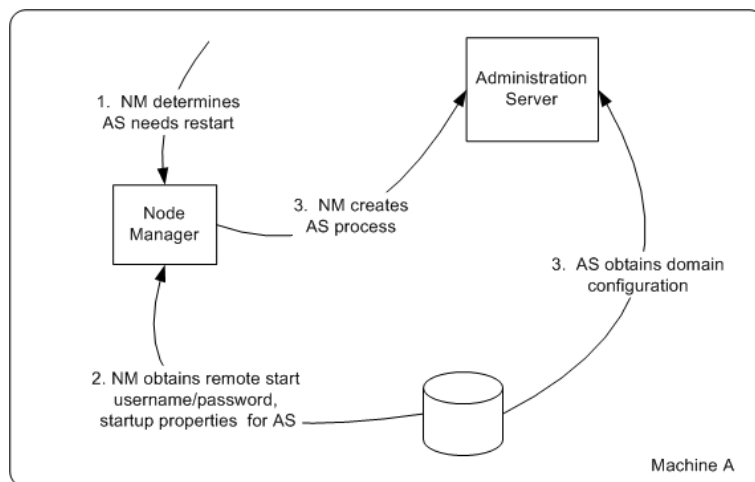 1. NM determines
AS needs restart
Administration
Server
Node
Manager
3. NM creates
AS process
3. AS obtains domain
configuration
2. NM obtains remote start
username/password,
startup properties for AS
Machine A